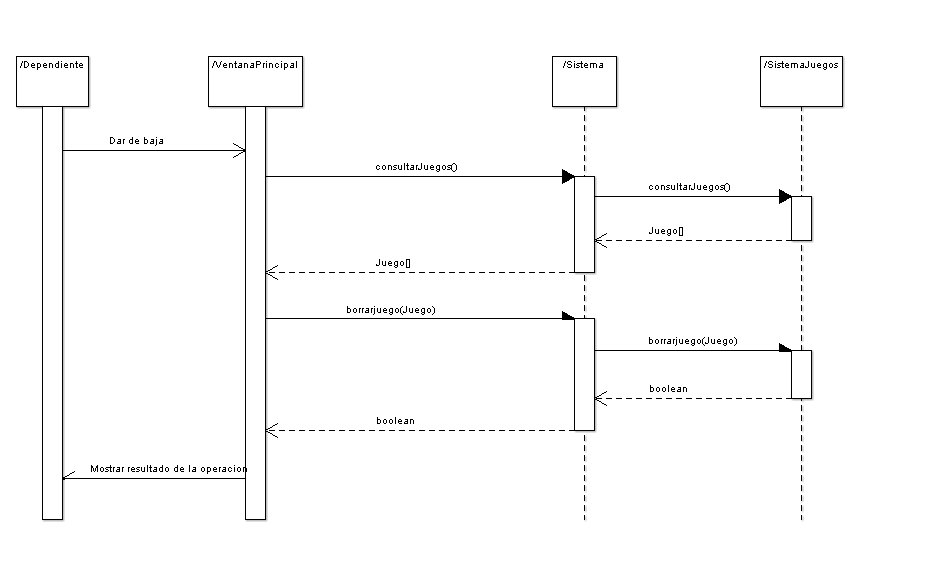 /Dependiente
/VentanaPrincipal
/Sistema
/SistemaJuegos
Dar de baja
consultarJuegos()
consultarJuegos()
Juego[]
Juego[]
borrarjuego(Juego)
borrarjuego(Juego)
boolean
boolean
Mostrar resultado de la operacion